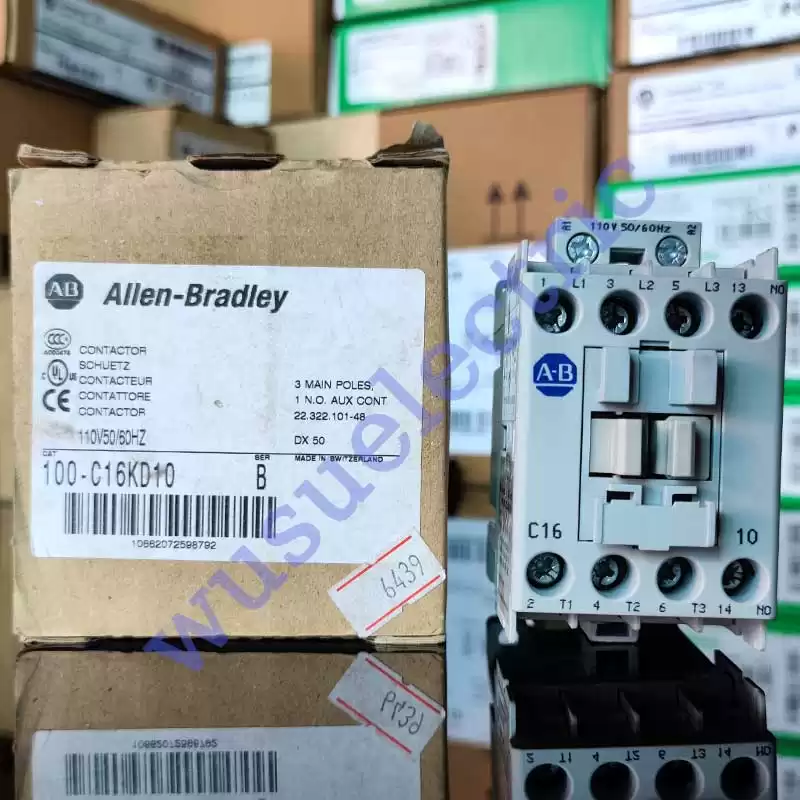 AB Allen-Bradley
CONTACTOR
SCHUETZ
CONTACTEUR
CONTATTORE
CONTACTOR
110V50/60HZ
3 MAIN POLES,
1 N.O. AUX CONT
22.322.101-48
DX 50
MADE IN SWITZERLAND
CAT
100-C16KD10
SER
B
10662072598792
6439
A1 110V 50/60Hz A2
1 L1 3 L2 5 L3 13 NO
A-B
C16 10
2 T1 4 T2 6 T3 14 NO
wusuelectric